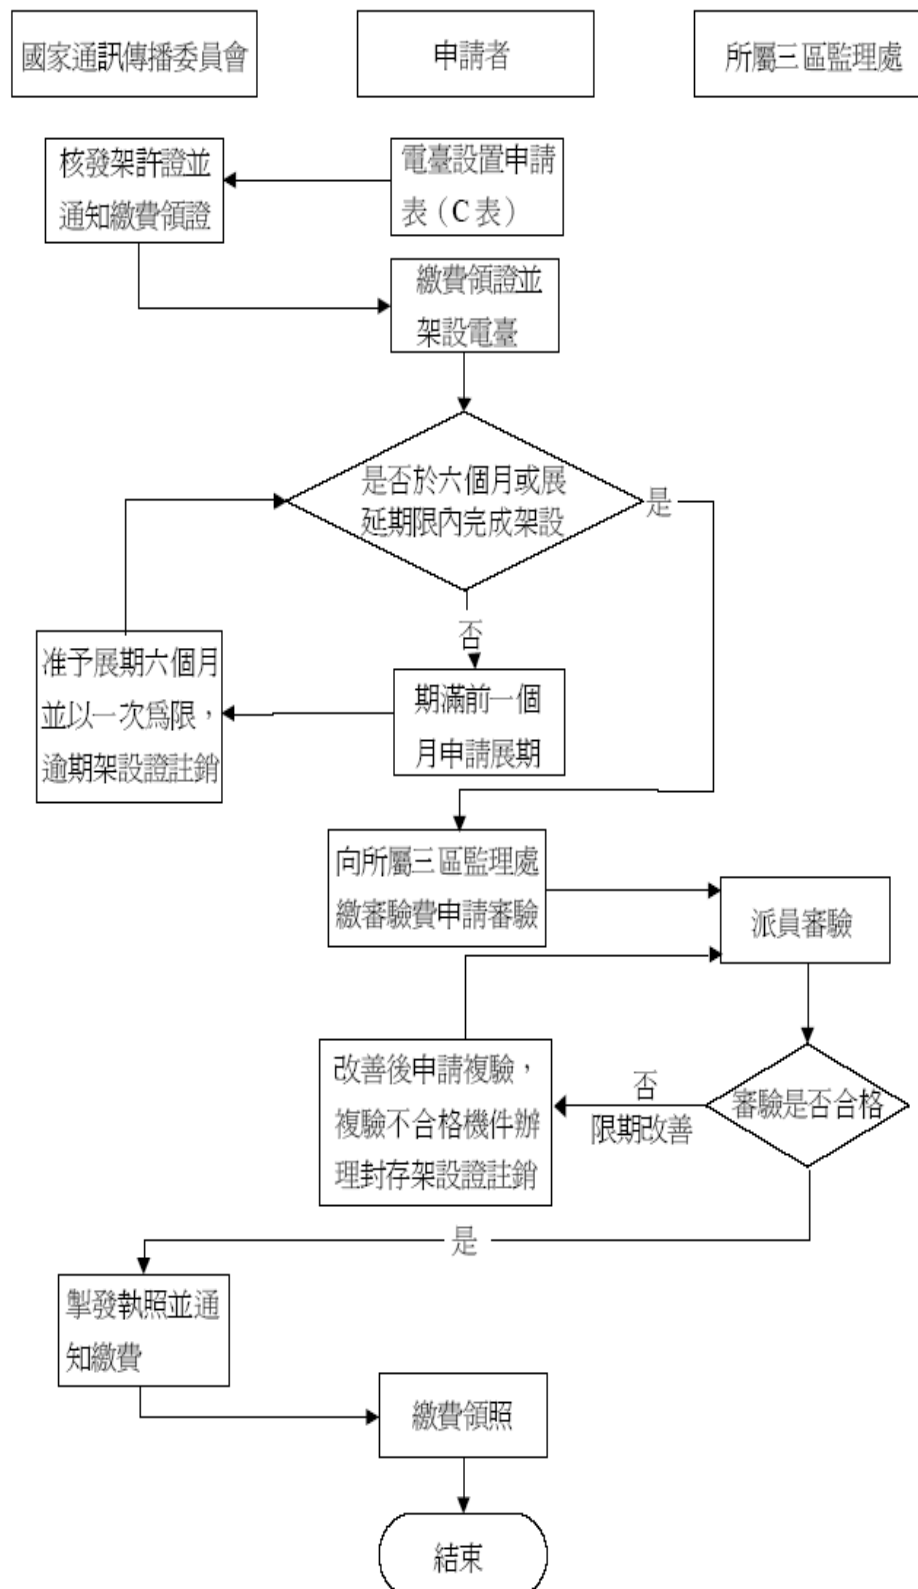 國家通訊傳播委員會
申請者
所屬三區監理處
核發架許證並
通知繳費領證
電臺設置申請
表（C 表）
繳費領證並
架設電臺
是否於六個月或展
延期限內完成架設
是
否
准予展期六個月
並以一次為限，
逾期架設證註銷
期滿前一個
月申請展期
向所屬三區監理處
繳審驗費申請審驗
派員審驗
改善後申請複驗，
複驗不合格機件辦
理封存架設證註銷
否
限期改善
審驗是否合格
是
掣發執照並通
知繳費
繳費領照
結束